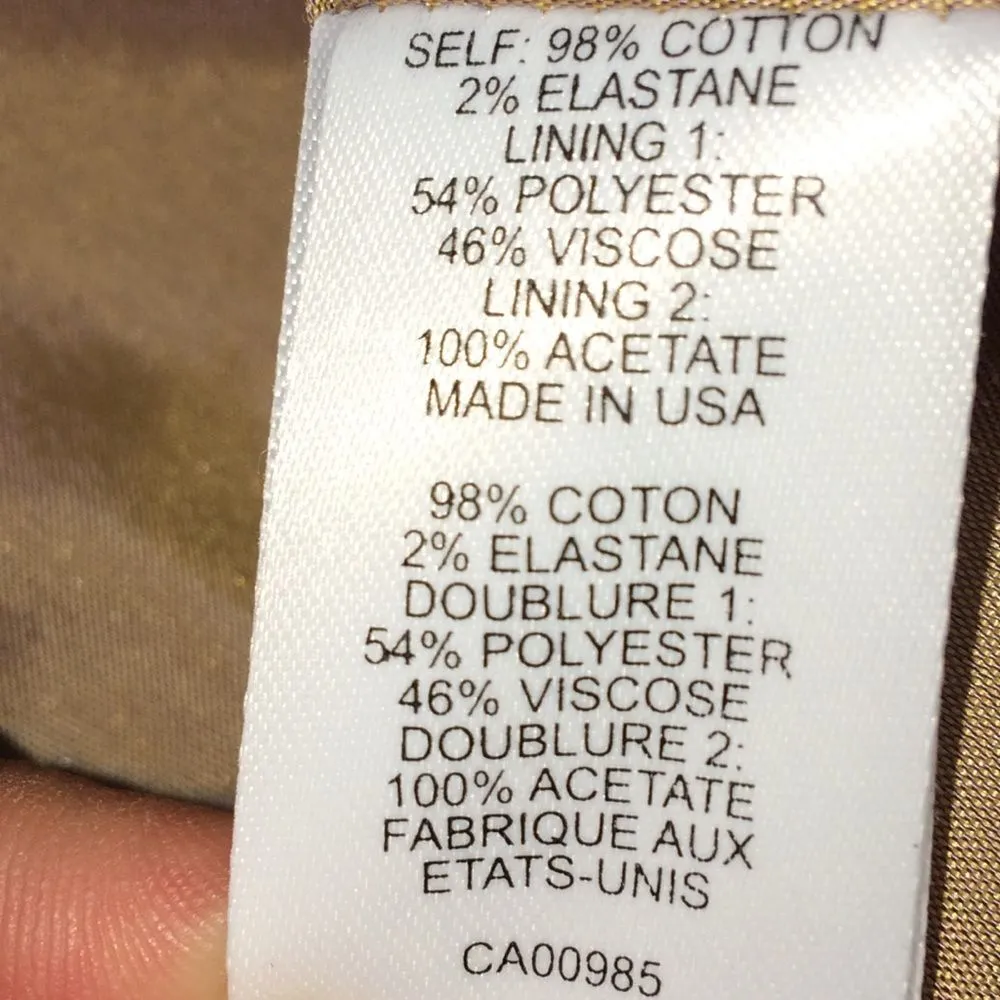 SELF: 98% COTTON
2% ELASTANE
LINING 1:
54% POLYESTER
46% VISCOSE
LINING 2:
100% ACETATE
MADE IN USA
98% COTON
2% ELASTANE
DOUBLURE 1:
54% POLYESTER
46% VISCOSE
DOUBLURE 2:
100% ACETATE
FABRIQUE AUX
ETATS-UNIS
CA00985